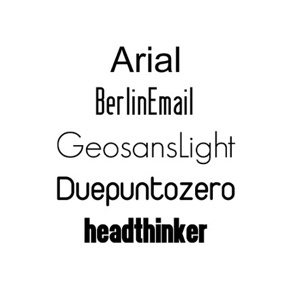 Arial
BerlinEmail
GeosansLight
Duepuntozero
headthinker